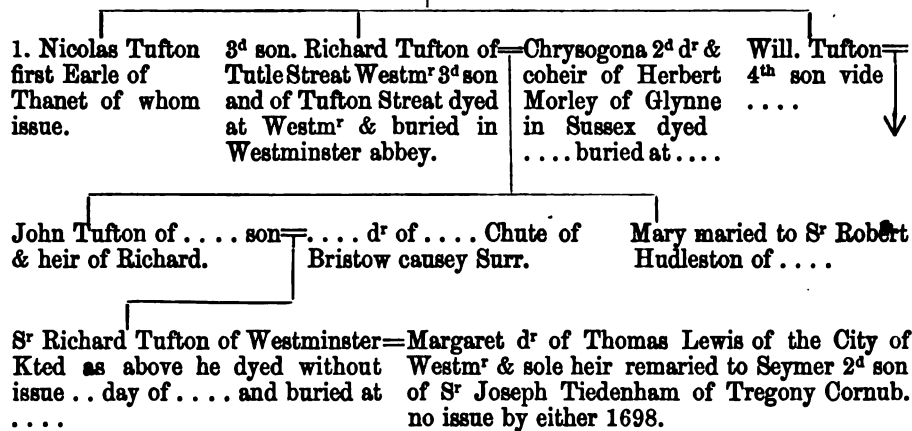 1. Nicolas Tufton
first Earle of
Thanet of whom
issue.
3d son. Richard Tufton of=Chrysogona 2d dr &
Tutle Streat Westmr 3d son
and of Tufton Streat dyed
at Westmr & buried in
Westminster abbey.
coheir of Herbert
Morley of Glynne
in Sussex dyed
. . . . buried at . . . .
Will. Tufton=
4th son vide
. . . .
John Tufton of . . . . son=. . . . dr of . . . . Chute of
& heir of Richard.
Bristow causey Surr.
Mary maried to Sr Robert
Hudleston of . . . .
Sr Richard Tufton of Westminster=Margaret dr of Thomas Lewis of the City of
Kted as above he dyed without
issue . . day of . . . . and buried at
. . . .
Westmr & sole heir remaried to Seymer 2d son
of Sr Joseph Tiedenham of Tregony Cornub.
no issue by either 1698.